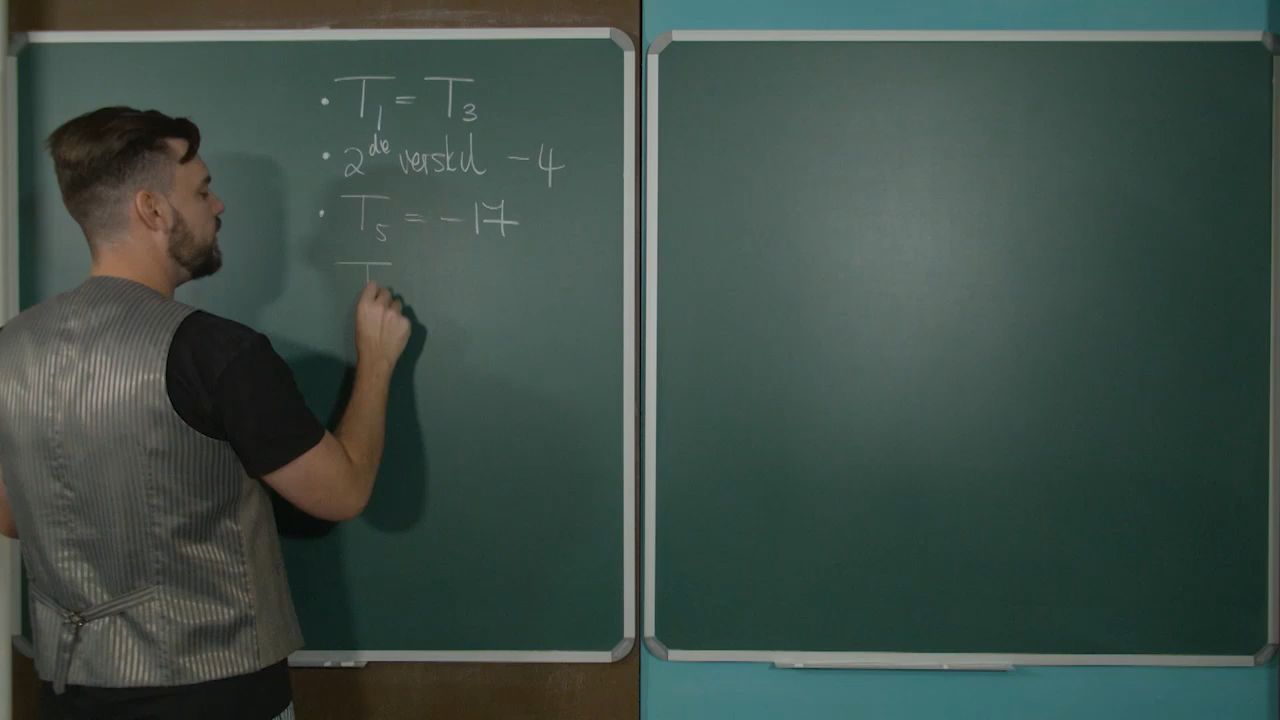 • T₁ = T₃
• 2de verskil -4
• T₅ = -17
T